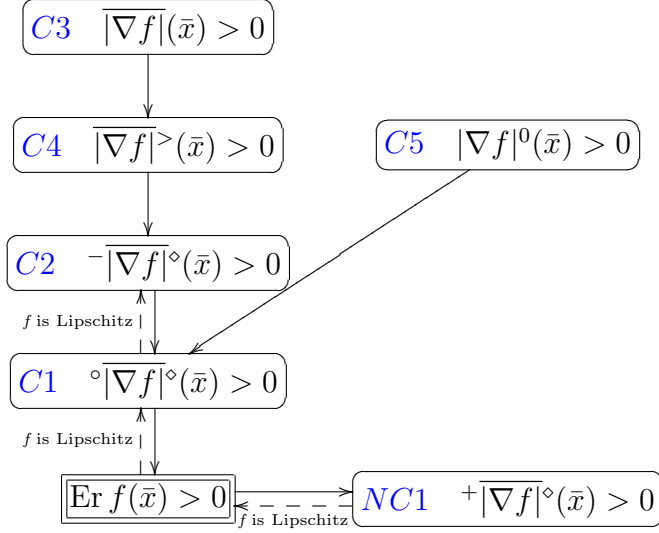 C3 $\overline{|\nabla f|}(\bar{x}) > 0$
C4 $\overline{|\nabla f|}^{>}(\bar{x}) > 0$
C5 $|\nabla f|^{0}(\bar{x}) > 0$
C2 ${}^{-}\overline{|\nabla f|}^{\diamond}(\bar{x}) > 0$
f is Lipschitz
C1 ${}^{\circ}\overline{|\nabla f|}^{\diamond}(\bar{x}) > 0$
f is Lipschitz
Er $f(\bar{x}) > 0$
NC1 ${}^{+}\overline{|\nabla f|}^{\diamond}(\bar{x}) > 0$
f is Lipschitz